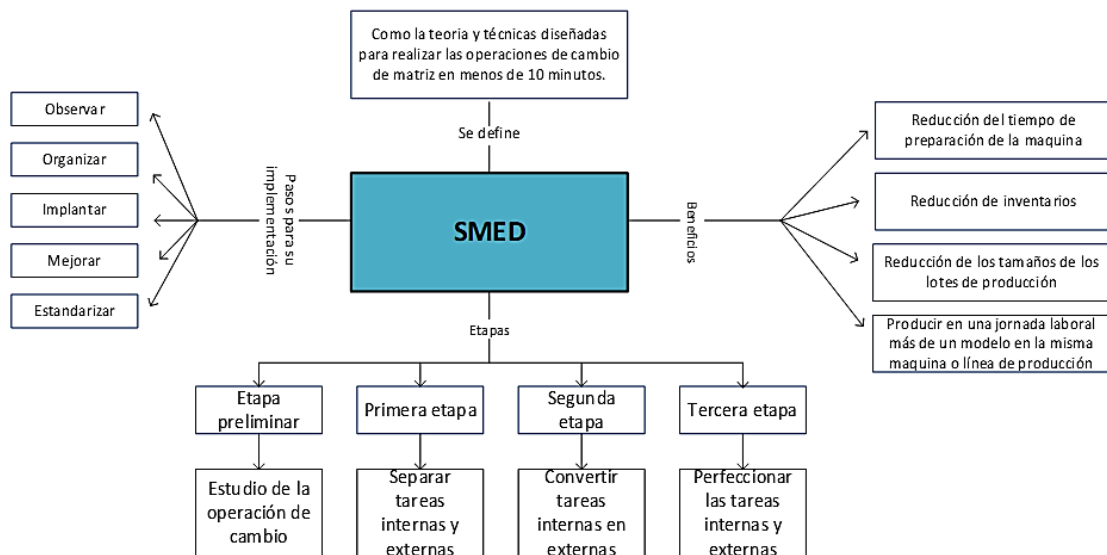 Como la teoria y técnicas diseñadas
para realizar las operaciones de cambio
de matriz en menos de 10 minutos.
Se define
Observar
Organizar
Implantar
Mejorar
Estandarizar
Pasos para su
implementación
SMED
Beneficios
Reducción del tiempo de
preparación de la maquina
Reducción de inventarios
Reducción de los tamaños de los
lotes de producción
Producir en una jornada laboral
más de un modelo en la misma
maquina o línea de producción
Etapas
Etapa
preliminar
Primera etapa
Segunda
etapa
Tercera etapa
Estudio de la
operación de
cambio
Separar
tareas
internas y
externas
Convertir
tareas
internas en
externas
Perfeccionar
las tareas
internas y
externas